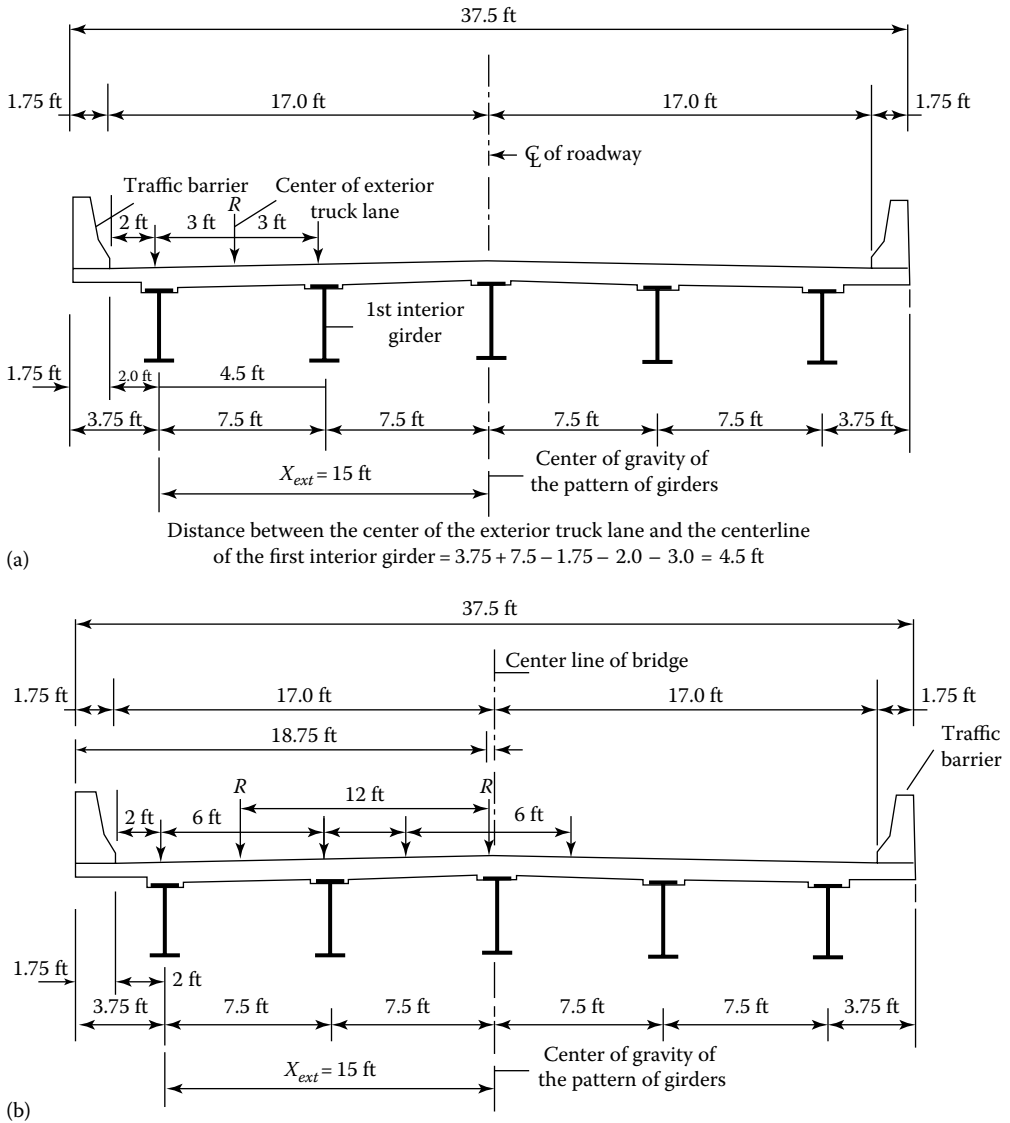 37.5 ft
1.75 ft
17.0 ft
17.0 ft
1.75 ft
℄ of roadway
Traffic barrier
Center of exterior
truck lane
R
2 ft
3 ft
3 ft
1st interior
girder
1.75 ft
2.0 ft
4.5 ft
3.75 ft
7.5 ft
7.5 ft
7.5 ft
7.5 ft
3.75 ft
Xext = 15 ft
Center of gravity of
the pattern of girders
Distance between the center of the exterior truck lane and the centerline
(a)
of the first interior girder = 3.75 + 7.5 – 1.75 – 2.0 – 3.0 = 4.5 ft
37.5 ft
Center line of bridge
1.75 ft
17.0 ft
17.0 ft
1.75 ft
18.75 ft
Traffic
barrier
R
12 ft
R
2 ft
6 ft
6 ft
1.75 ft
2 ft
3.75 ft
7.5 ft
7.5 ft
7.5 ft
7.5 ft
3.75 ft
Xext = 15 ft
Center of gravity of
the pattern of girders
(b)